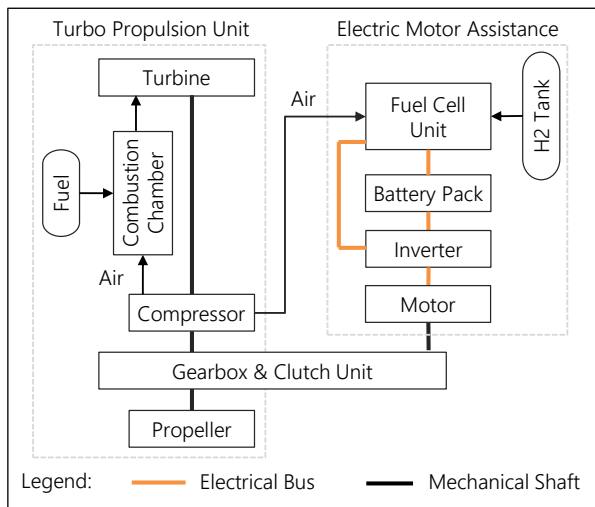 Turbo Propulsion Unit
Electric Motor Assistance
Turbine
Air
Fuel Cell
Unit
H2 Tank
Fuel
Combustion
Chamber
Battery Pack
Inverter
Air
Compressor
Motor
Gearbox & Clutch Unit
Propeller
Legend:
Electrical Bus
Mechanical Shaft